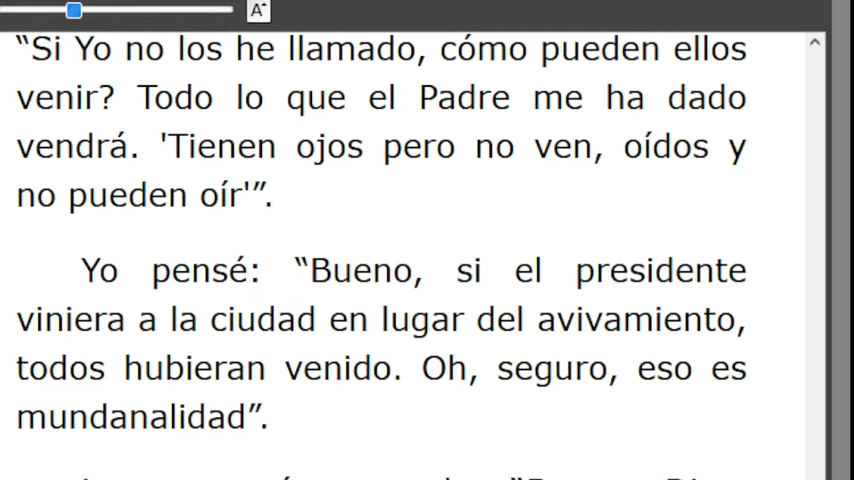 A
“Si Yo no los he llamado, cómo pueden ellos
venir? Todo lo que el Padre me ha dado
vendrá. 'Tienen ojos pero no ven, oídos y
no pueden oír'”.
Yo pensé: “Bueno, si el presidente
viniera a la ciudad en lugar del avivamiento,
todos hubieran venido. Oh, seguro, eso es
mundanalidad”.